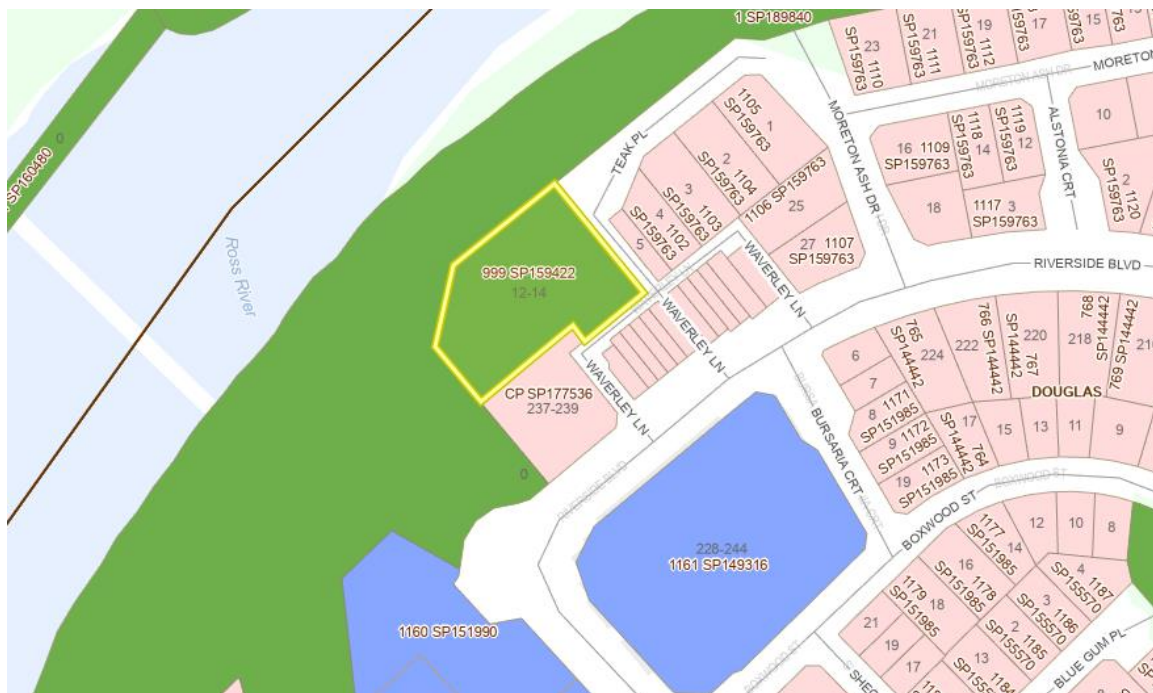 1 SP189840
23
1110
SP159763
21
1111
SP159763
19
1112
SP159763
17
SP159763
15
SP159763
MORETON ASH DR
MORETON
0
SP160480
Ross River
TEAK PL
1105
SP159763
1
2
1104
SP159763
3
1103
SP159763
4
1102
SP159763
5
1106 SP159763
25
27 1107
SP159763
MORETON ASH DR
16 1109
SP159763
1118
SP159763
14
1119
SP159763
12
18
1117 3
SP159763
ALSTONIA CRT
10
2
1120
SP159763
999 SP159422
12-14
WAVERLEY LN
WAVERLEY LN
WAVERLEY LN
RIVERSIDE BLVD
CP SP177536
237-239
0
RIVERSIDE BLVD
6
7
8 1171
SP151985
9 1172
SP151985
19 1173
SP151985
765
SP144442
224
222
766 SP144442
SP144442
767
220
218
768
SP144442
769 SP144442
DOUGLAS
17
764
SP144442
15
13
11
9
BURSARIA CRT
BOXWOOD ST
BOXWOOD ST
228-244
1161 SP149316
1160 SP151990
1177
SP151985
14
12
10
8
16
1178
SP151985
1179
SP151985
18
21
19
17
4
1187
SP155570
3
1186
SP155570
2
1185
SP155570
13
1184
BLUE GUM PL
BOXWOOD ST